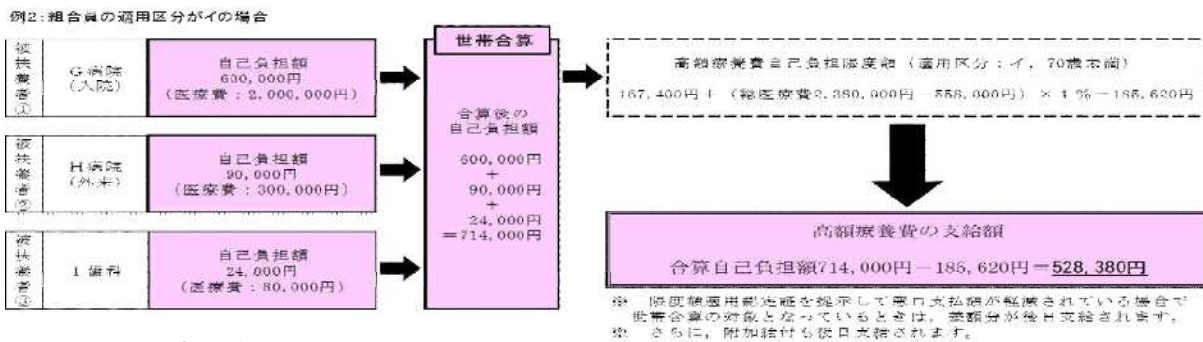 例2:組合員の適用区分がイの場合
被扶養者①
G病院
(入院)
自己負担額
600,000円
(医療費:2,000,000円)
被扶養者②
H病院
(外来)
自己負担額
90,000円
(医療費:300,000円)
被扶養者③
I歯科
自己負担額
24,000円
(医療費:80,000円)
世帯合算
合算後の
自己負担額
600,000円
+
90,000円
+
24,000円
=714,000円
高額療養費自己負担限度額(適用区分:イ,70歳未満)
167,400円+(総医療費2,380,000円-558,000円)×1%=185,620円
高額療養費の支給額
合算自己負担額714,000円-185,620円=528,380円
※ 限度額適用認定証を提示して窓口支払額が軽減されている場合で
世帯合算の対象となっているときは,差額分が後日支給されます。
※ さらに,附加給付も後日支給されます。